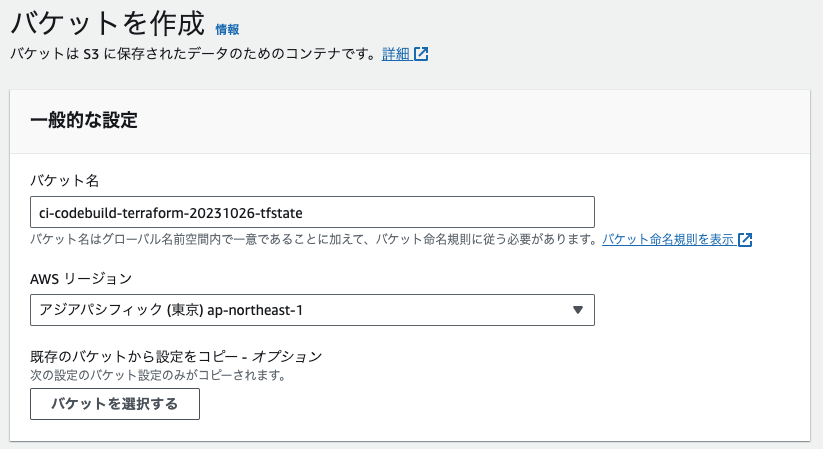 バケットを作成 情報
バケットは S3 に保存されたデータのためのコンテナです。詳細
一般的な設定
バケット名
ci-codebuild-terraform-20231026-tfstate
バケット名はグローバル名前空間内で一意であることに加えて、バケット命名規則に従う必要があります。バケット命名規則を表示
AWS リージョン
アジアパシフィック (東京) ap-northeast-1
既存のバケットから設定をコピー - オプション
次の設定のバケット設定のみがコピーされます。
バケットを選択する